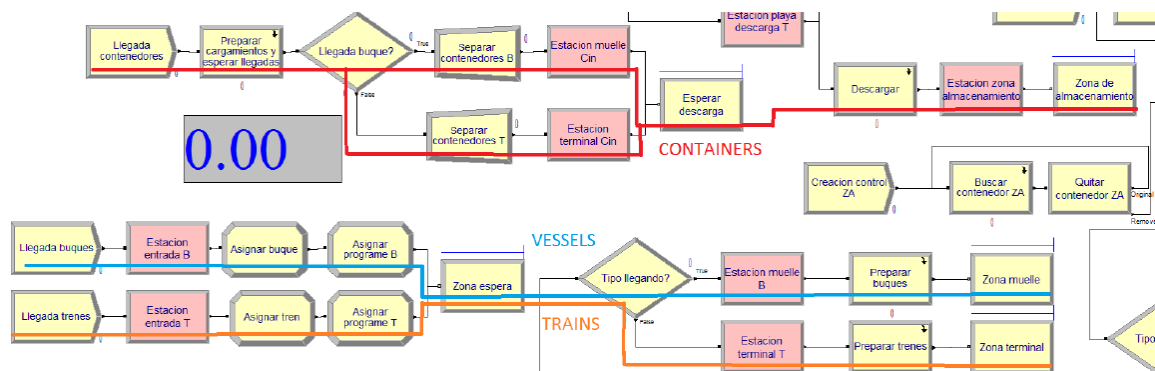 Estacion playa
descarga T
Llegada
contenedores
Preparar
cargamientos y
esperar llegadas
Llegada buque?
True
False
0
Separar
contenedores B
Estacion muelle
Cin
Separar
contenedores T
Estacion
terminal Cin
Esperar
descarga
Descargar
Estacion zona
almacenamiento
Zona de
almacenamiento
CONTAINERS
0.00
Creacion control
ZA
Buscar
contenedor ZA
Quitar
contenedor ZA
Original
Remove
Llegada buques
Estacion
entrada B
Asignar buque
Asignar
programe B
VESSELS
Zona espera
Tipo llegando?
True
False
Estacion muelle
B
Preparar
buques
Zona muelle
Llegada trenes
Estacion
entrada T
Asignar tren
Asignar
programe T
TRAINS
Estacion
terminal T
Preparar trenes
Zona terminal
Tipo